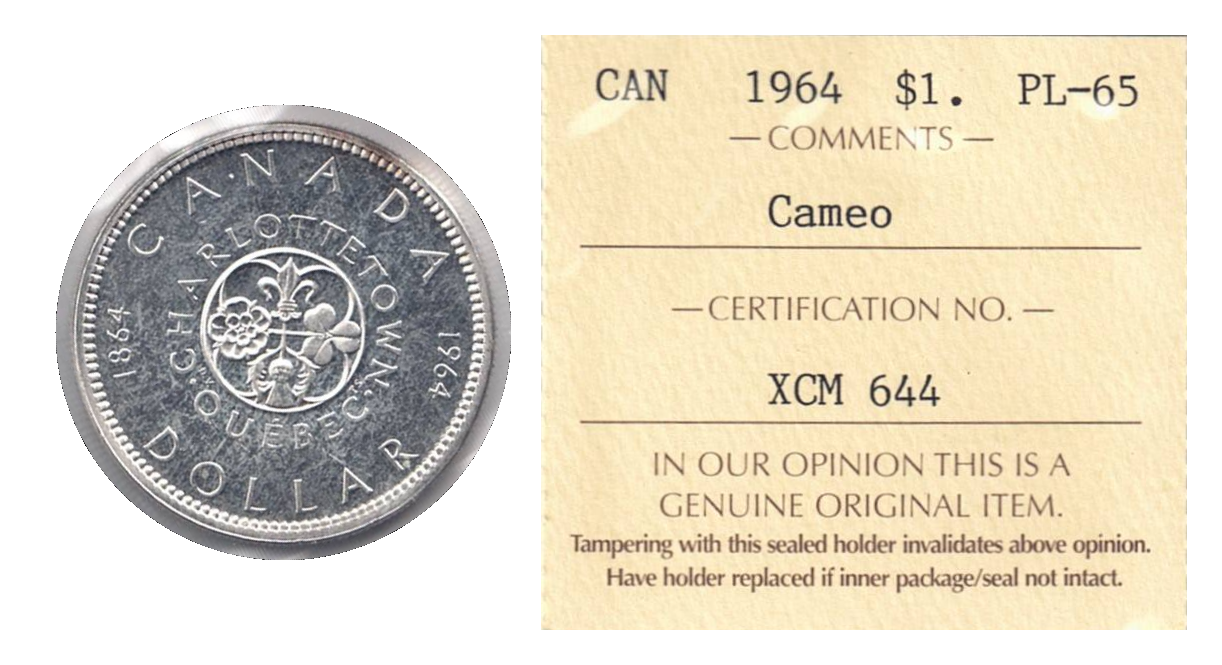 CANADA
CHARLOTTETOWN
1864
1964
QUÉBEC
DOLLAR
CAN 1964 $1. PL-65
— COMMENTS —
Cameo
— CERTIFICATION NO. —
XCM 644
IN OUR OPINION THIS IS A
GENUINE ORIGINAL ITEM.
Tampering with this sealed holder invalidates above opinion.
Have holder replaced if inner package/seal not intact.